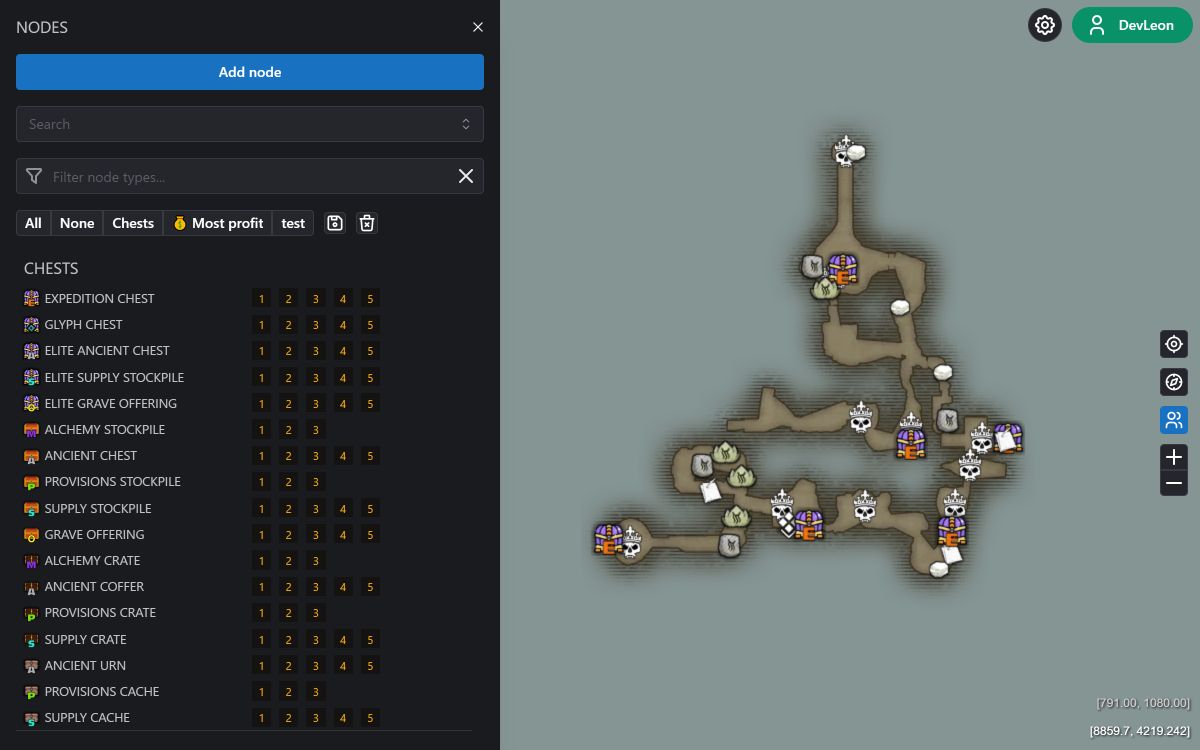 NODES
Add node
Search
Filter node types...
All None Chests Most profit test
CHESTS
EXPEDITION CHEST 1 2 3 4 5
GLYPH CHEST 1 2 3 4 5
ELITE ANCIENT CHEST 1 2 3 4 5
ELITE SUPPLY STOCKPILE 1 2 3 4 5
ELITE GRAVE OFFERING 1 2 3 4 5
ALCHEMY STOCKPILE 1 2 3
ANCIENT CHEST 1 2 3 4 5
PROVISIONS STOCKPILE 1 2 3
SUPPLY STOCKPILE 1 2 3 4 5
GRAVE OFFERING 1 2 3 4 5
ALCHEMY CRATE 1 2 3
ANCIENT COFFER 1 2 3 4 5
PROVISIONS CRATE 1 2 3
SUPPLY CRATE 1 2 3 4 5
ANCIENT URN 1 2 3 4 5
PROVISIONS CACHE 1 2 3
SUPPLY CACHE 1 2 3 4 5
DevLeon
E
E
E
E
E
[791.00, 1080.00]
[8859.7, 4219.242]